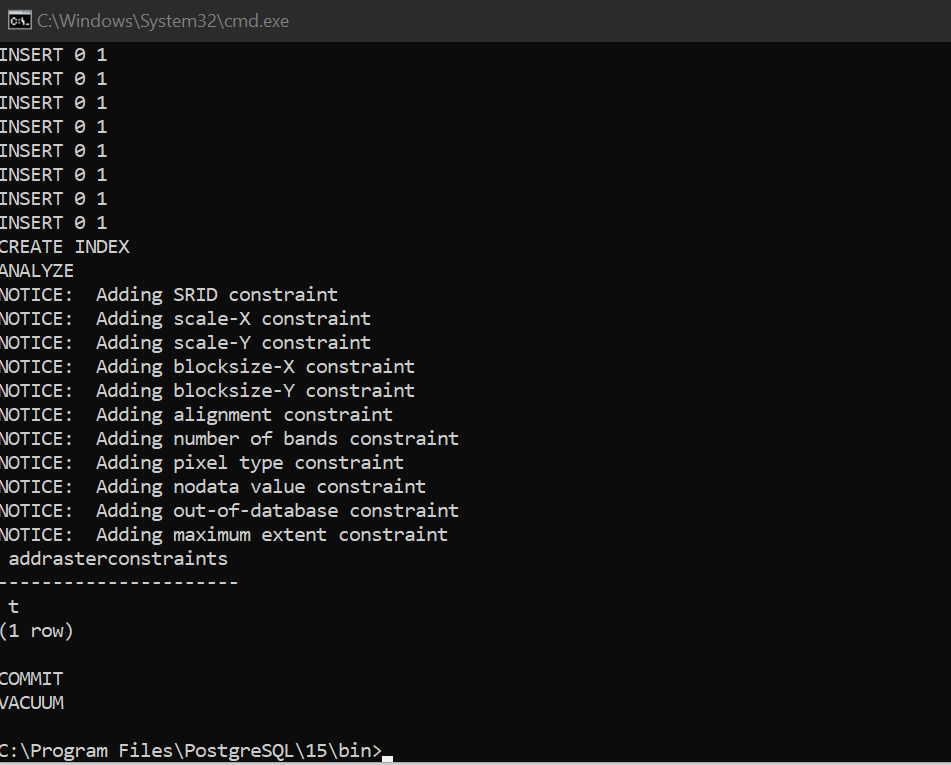 C:\Windows\System32\cmd.exe
INSERT 0 1
INSERT 0 1
INSERT 0 1
INSERT 0 1
INSERT 0 1
INSERT 0 1
INSERT 0 1
INSERT 0 1
CREATE INDEX
ANALYZE
NOTICE:  Adding SRID constraint
NOTICE:  Adding scale-X constraint
NOTICE:  Adding scale-Y constraint
NOTICE:  Adding blocksize-X constraint
NOTICE:  Adding blocksize-Y constraint
NOTICE:  Adding alignment constraint
NOTICE:  Adding number of bands constraint
NOTICE:  Adding pixel type constraint
NOTICE:  Adding nodata value constraint
NOTICE:  Adding out-of-database constraint
NOTICE:  Adding maximum extent constraint
 addrasterconstraints
----------------------
 t
(1 row)
COMMIT
VACUUM
C:\Program Files\PostgreSQL\15\bin>